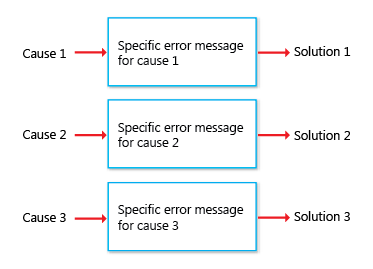 Cause 1
Specific error message
for cause 1
Solution 1
Cause 2
Specific error message
for cause 2
Solution 2
Cause 3
Specific error message
for cause 3
Solution 3